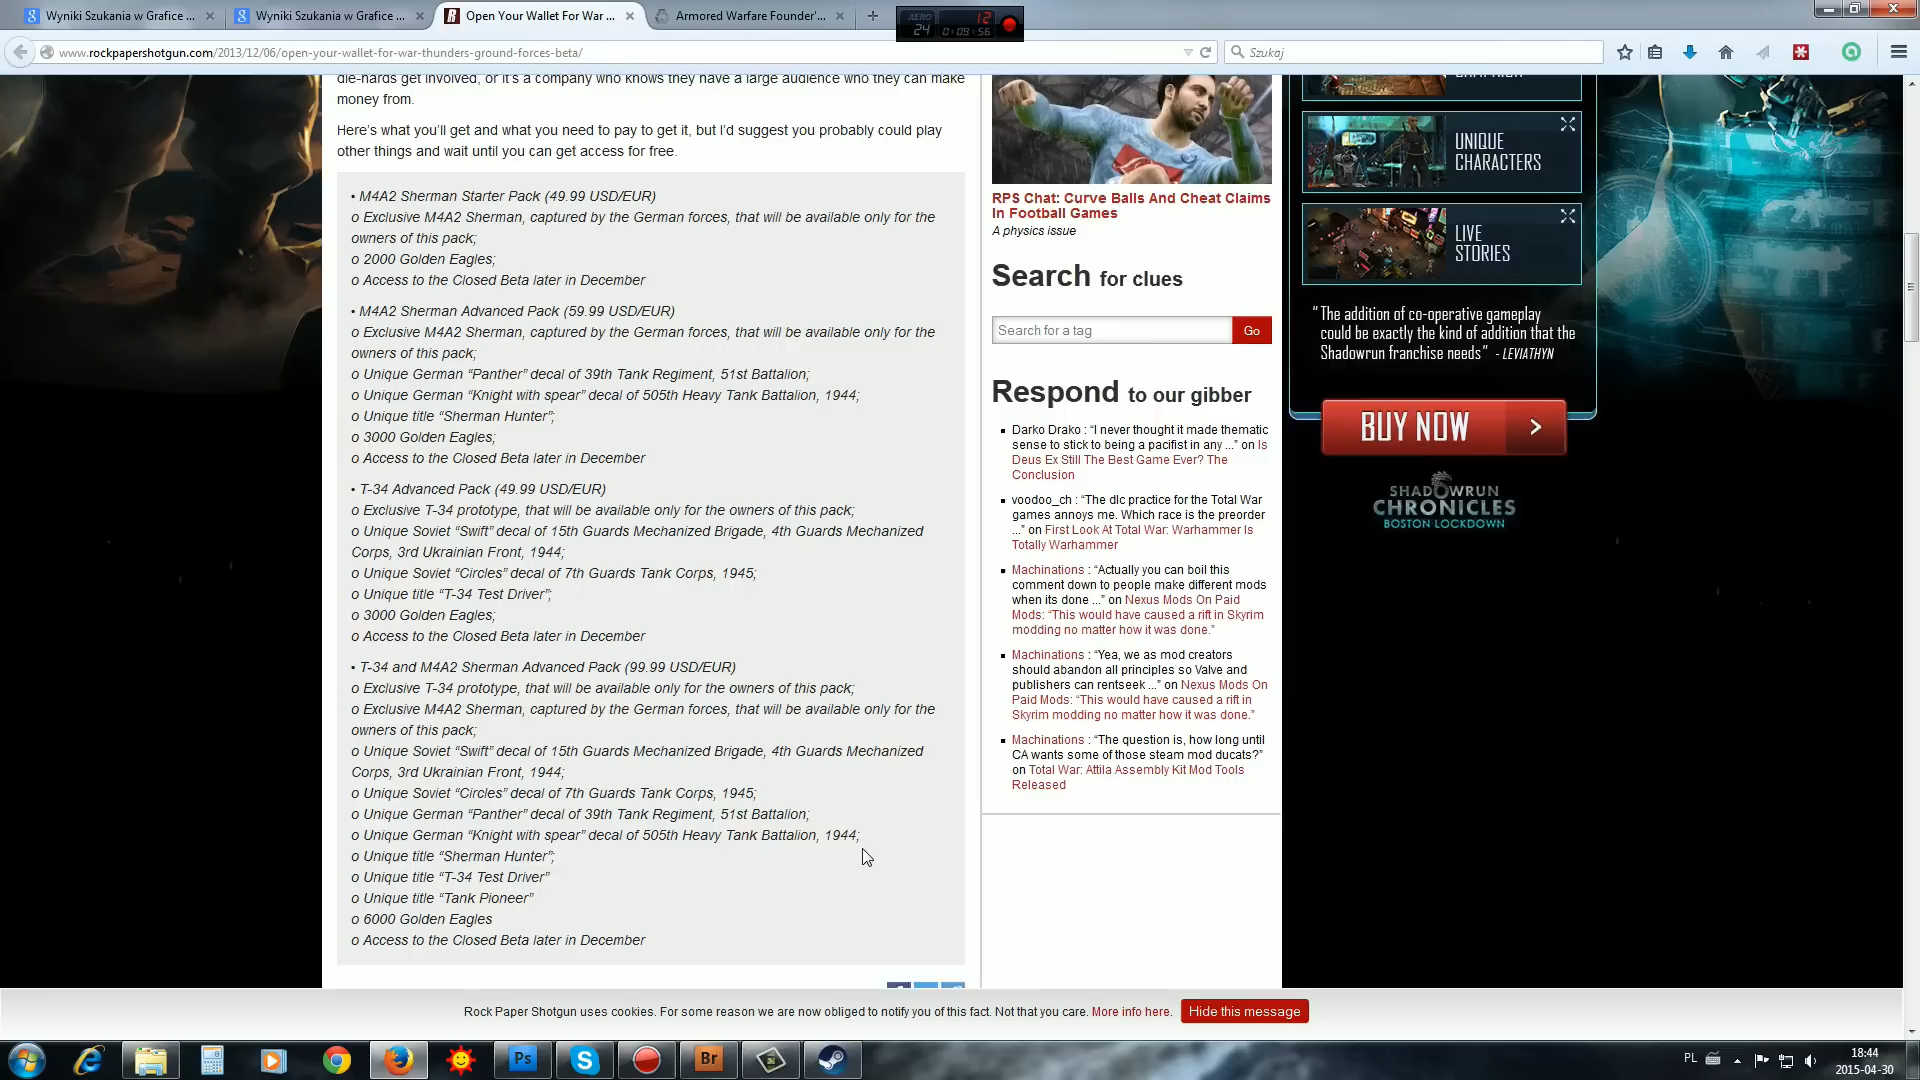 Wyniki Szukania w Grafice ...
Wyniki Szukania w Grafice ...
Open Your Wallet For War ...
Armored Warfare Founder'...
AERO
24
12
0:09:56
www.rockpapershotgun.com/2013/12/06/open-your-wallet-for-war-thunders-ground-forces-beta/
Szukaj
die-hards get involved, or it's a company who knows they have a large audience who they can make
money from.
Here's what you'll get and what you need to pay to get it, but I'd suggest you probably could play
other things and wait until you can get access for free.
• M4A2 Sherman Starter Pack (49.99 USD/EUR)
o Exclusive M4A2 Sherman, captured by the German forces, that will be available only for the
owners of this pack;
o 2000 Golden Eagles;
o Access to the Closed Beta later in December
• M4A2 Sherman Advanced Pack (59.99 USD/EUR)
o Exclusive M4A2 Sherman, captured by the German forces, that will be available only for the
owners of this pack;
o Unique German “Panther” decal of 39th Tank Regiment, 51st Battalion;
o Unique German “Knight with spear” decal of 505th Heavy Tank Battalion, 1944;
o Unique title “Sherman Hunter”;
o 3000 Golden Eagles;
o Access to the Closed Beta later in December
• T-34 Advanced Pack (49.99 USD/EUR)
o Exclusive T-34 prototype, that will be available only for the owners of this pack;
o Unique Soviet “Swift” decal of 15th Guards Mechanized Brigade, 4th Guards Mechanized
Corps, 3rd Ukrainian Front, 1944;
o Unique Soviet “Circles” decal of 7th Guards Tank Corps, 1945;
o Unique title “T-34 Test Driver”;
o 3000 Golden Eagles;
o Access to the Closed Beta later in December
• T-34 and M4A2 Sherman Advanced Pack (99.99 USD/EUR)
o Exclusive T-34 prototype, that will be available only for the owners of this pack;
o Exclusive M4A2 Sherman, captured by the German forces, that will be available only for the
owners of this pack;
o Unique Soviet “Swift” decal of 15th Guards Mechanized Brigade, 4th Guards Mechanized
Corps, 3rd Ukrainian Front, 1944;
o Unique Soviet “Circles” decal of 7th Guards Tank Corps, 1945;
o Unique German “Panther” decal of 39th Tank Regiment, 51st Battalion;
o Unique German “Knight with spear” decal of 505th Heavy Tank Battalion, 1944;
o Unique title “Sherman Hunter”;
o Unique title “T-34 Test Driver”
o Unique title “Tank Pioneer”
o 6000 Golden Eagles
o Access to the Closed Beta later in December
RPS Chat: Curve Balls And Cheat Claims
In Football Games
A physics issue
Search for clues
Search for a tag
Go
Respond to our gibber
Darko Drako : “I never thought it made thematic
sense to stick to being a pacifist in any ...” on Is
Deus Ex Still The Best Game Ever? The
Conclusion
voodoo_ch : “The dlc practice for the Total War
games annoys me. Which race is the preorder
...” on First Look At Total War: Warhammer Is
Totally Warhammer
Machinations : “Actually you can boil this
comment down to people make different mods
when its done ...” on Nexus Mods On Paid
Mods: “This would have caused a rift in Skyrim
modding no matter how it was done.”
Machinations : “Yea, we as mod creators
should abandon all principles so Valve and
publishers can rentseek ...” on Nexus Mods On
Paid Mods: “This would have caused a rift in
Skyrim modding no matter how it was done.”
Machinations : “The question is, how long until
CA wants some of those steam mod ducats?”
on Total War: Attila Assembly Kit Mod Tools
Released
UNIQUE
CHARACTERS
LIVE
STORIES
“The addition of co-operative gameplay
could be exactly the kind of addition that the
Shadowrun franchise needs” - LEVIATHYN
BUY NOW >
SHADOWRUN
CHRONICLES
BOSTON LOCKDOWN
Rock Paper Shotgun uses cookies. For some reason we are now obliged to notify you of this fact. Not that you care. More info here.
Hide this message
Ps
Br
PL
18:44
2015-04-30